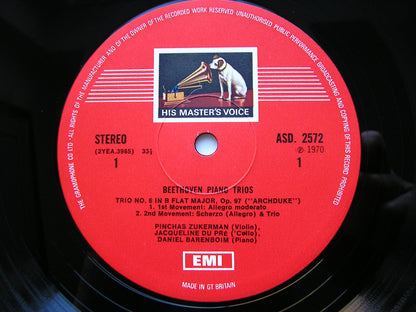 THE GRAMOPHONE CO LTD · ALL RIGHTS OF THE MANUFACTURER AND OF THE OWNER OF THE RECORDED WORK RESERVED · UNAUTHORISED PUBLIC PERFORMANCE BROADCASTING AND COPYING OF THIS RECORD PROHIBITED
HIS MASTER'S VOICE
STEREO
ASD. 2572
(2YEA.3965) 33⅓
℗ 1970
1
1
BEETHOVEN PIANO TRIOS
TRIO NO. 6 IN B FLAT MAJOR, Op. 97 ("ARCHDUKE")
1. 1st Movement: Allegro moderato
2. 2nd Movement: Scherzo (Allegro) & Trio
PINCHAS ZUKERMAN (Violin),
JACQUELINE DU PRÉ ('Cello),
DANIEL BARENBOIM (Piano)
EMI
MADE IN GT BRITAIN